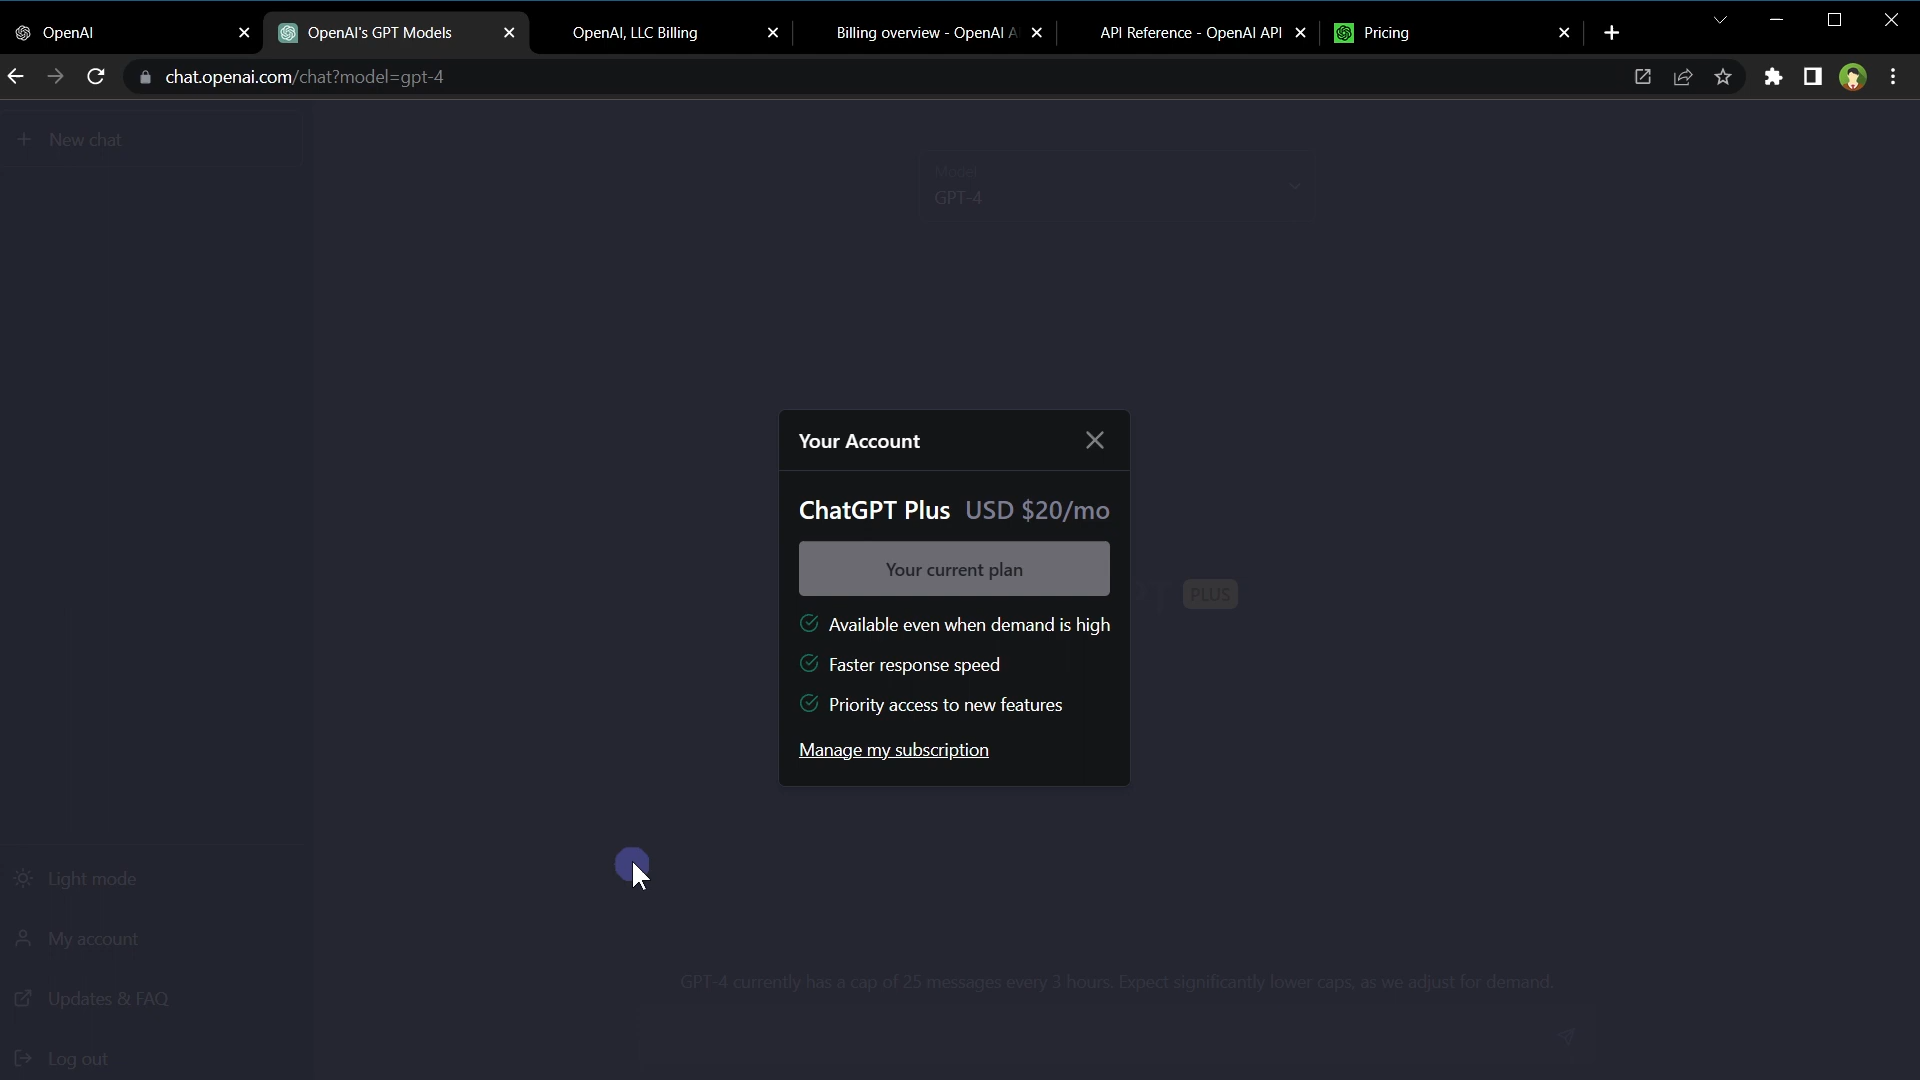 OpenAI
OpenAI's GPT Models
OpenAI, LLC Billing
Billing overview - OpenAI A
API Reference - OpenAI API
Pricing
chat.openai.com/chat?model=gpt-4
New chat
Model
GPT-4
Your Account
ChatGPT Plus USD $20/mo
Your current plan
PLUS
Available even when demand is high
Faster response speed
Priority access to new features
Manage my subscription
Light mode
My account
Updates & FAQ
Log out
GPT-4 currently has a cap of 25 messages every 3 hours. Expect significantly lower caps, as we adjust for demand.